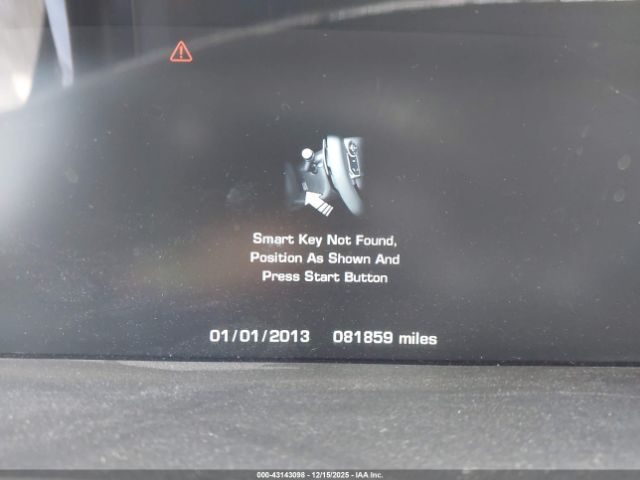 Smart Key Not Found,
Position As Shown And
Press Start Button
01/01/2013 081859 miles
000-43143098 - 12/15/2025 - IAA Inc.